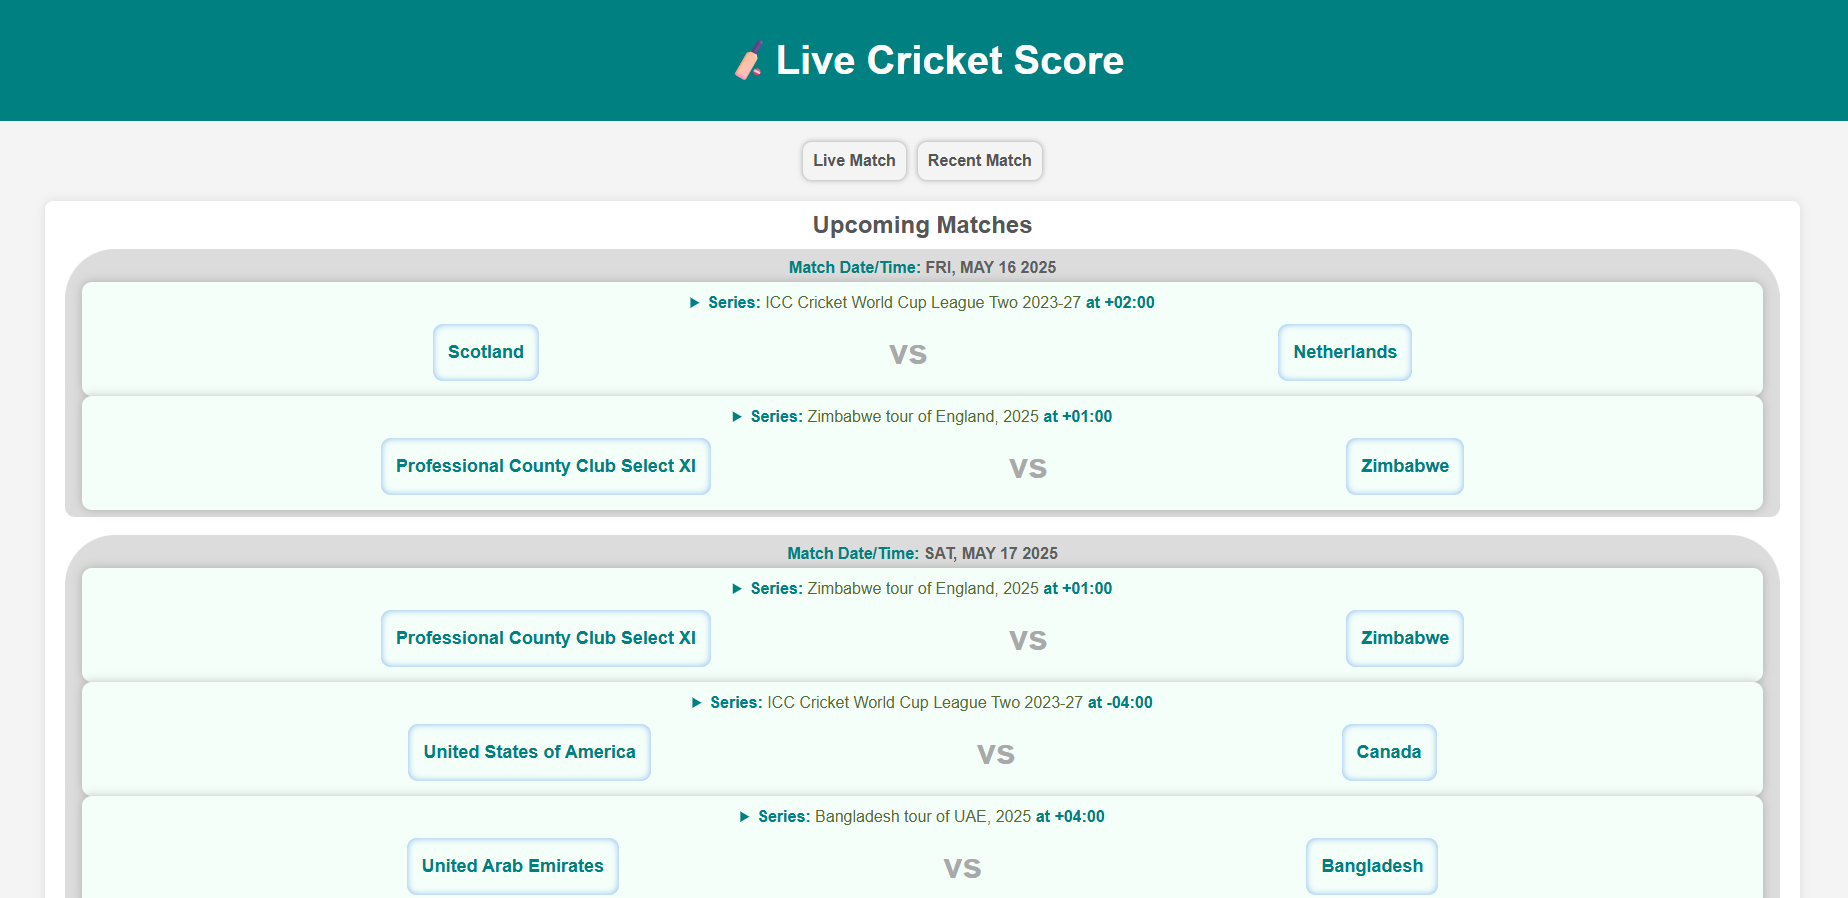 Live Cricket Score
Live Match Recent Match
Upcoming Matches
Match Date/Time: FRI, MAY 16 2025
Series: ICC Cricket World Cup League Two 2023-27 at +02:00
Scotland vs Netherlands
Series: Zimbabwe tour of England, 2025 at +01:00
Professional County Club Select XI vs Zimbabwe
Match Date/Time: SAT, MAY 17 2025
Series: Zimbabwe tour of England, 2025 at +01:00
Professional County Club Select XI vs Zimbabwe
Series: ICC Cricket World Cup League Two 2023-27 at -04:00
United States of America vs Canada
Series: Bangladesh tour of UAE, 2025 at +04:00
United Arab Emirates vs Bangladesh